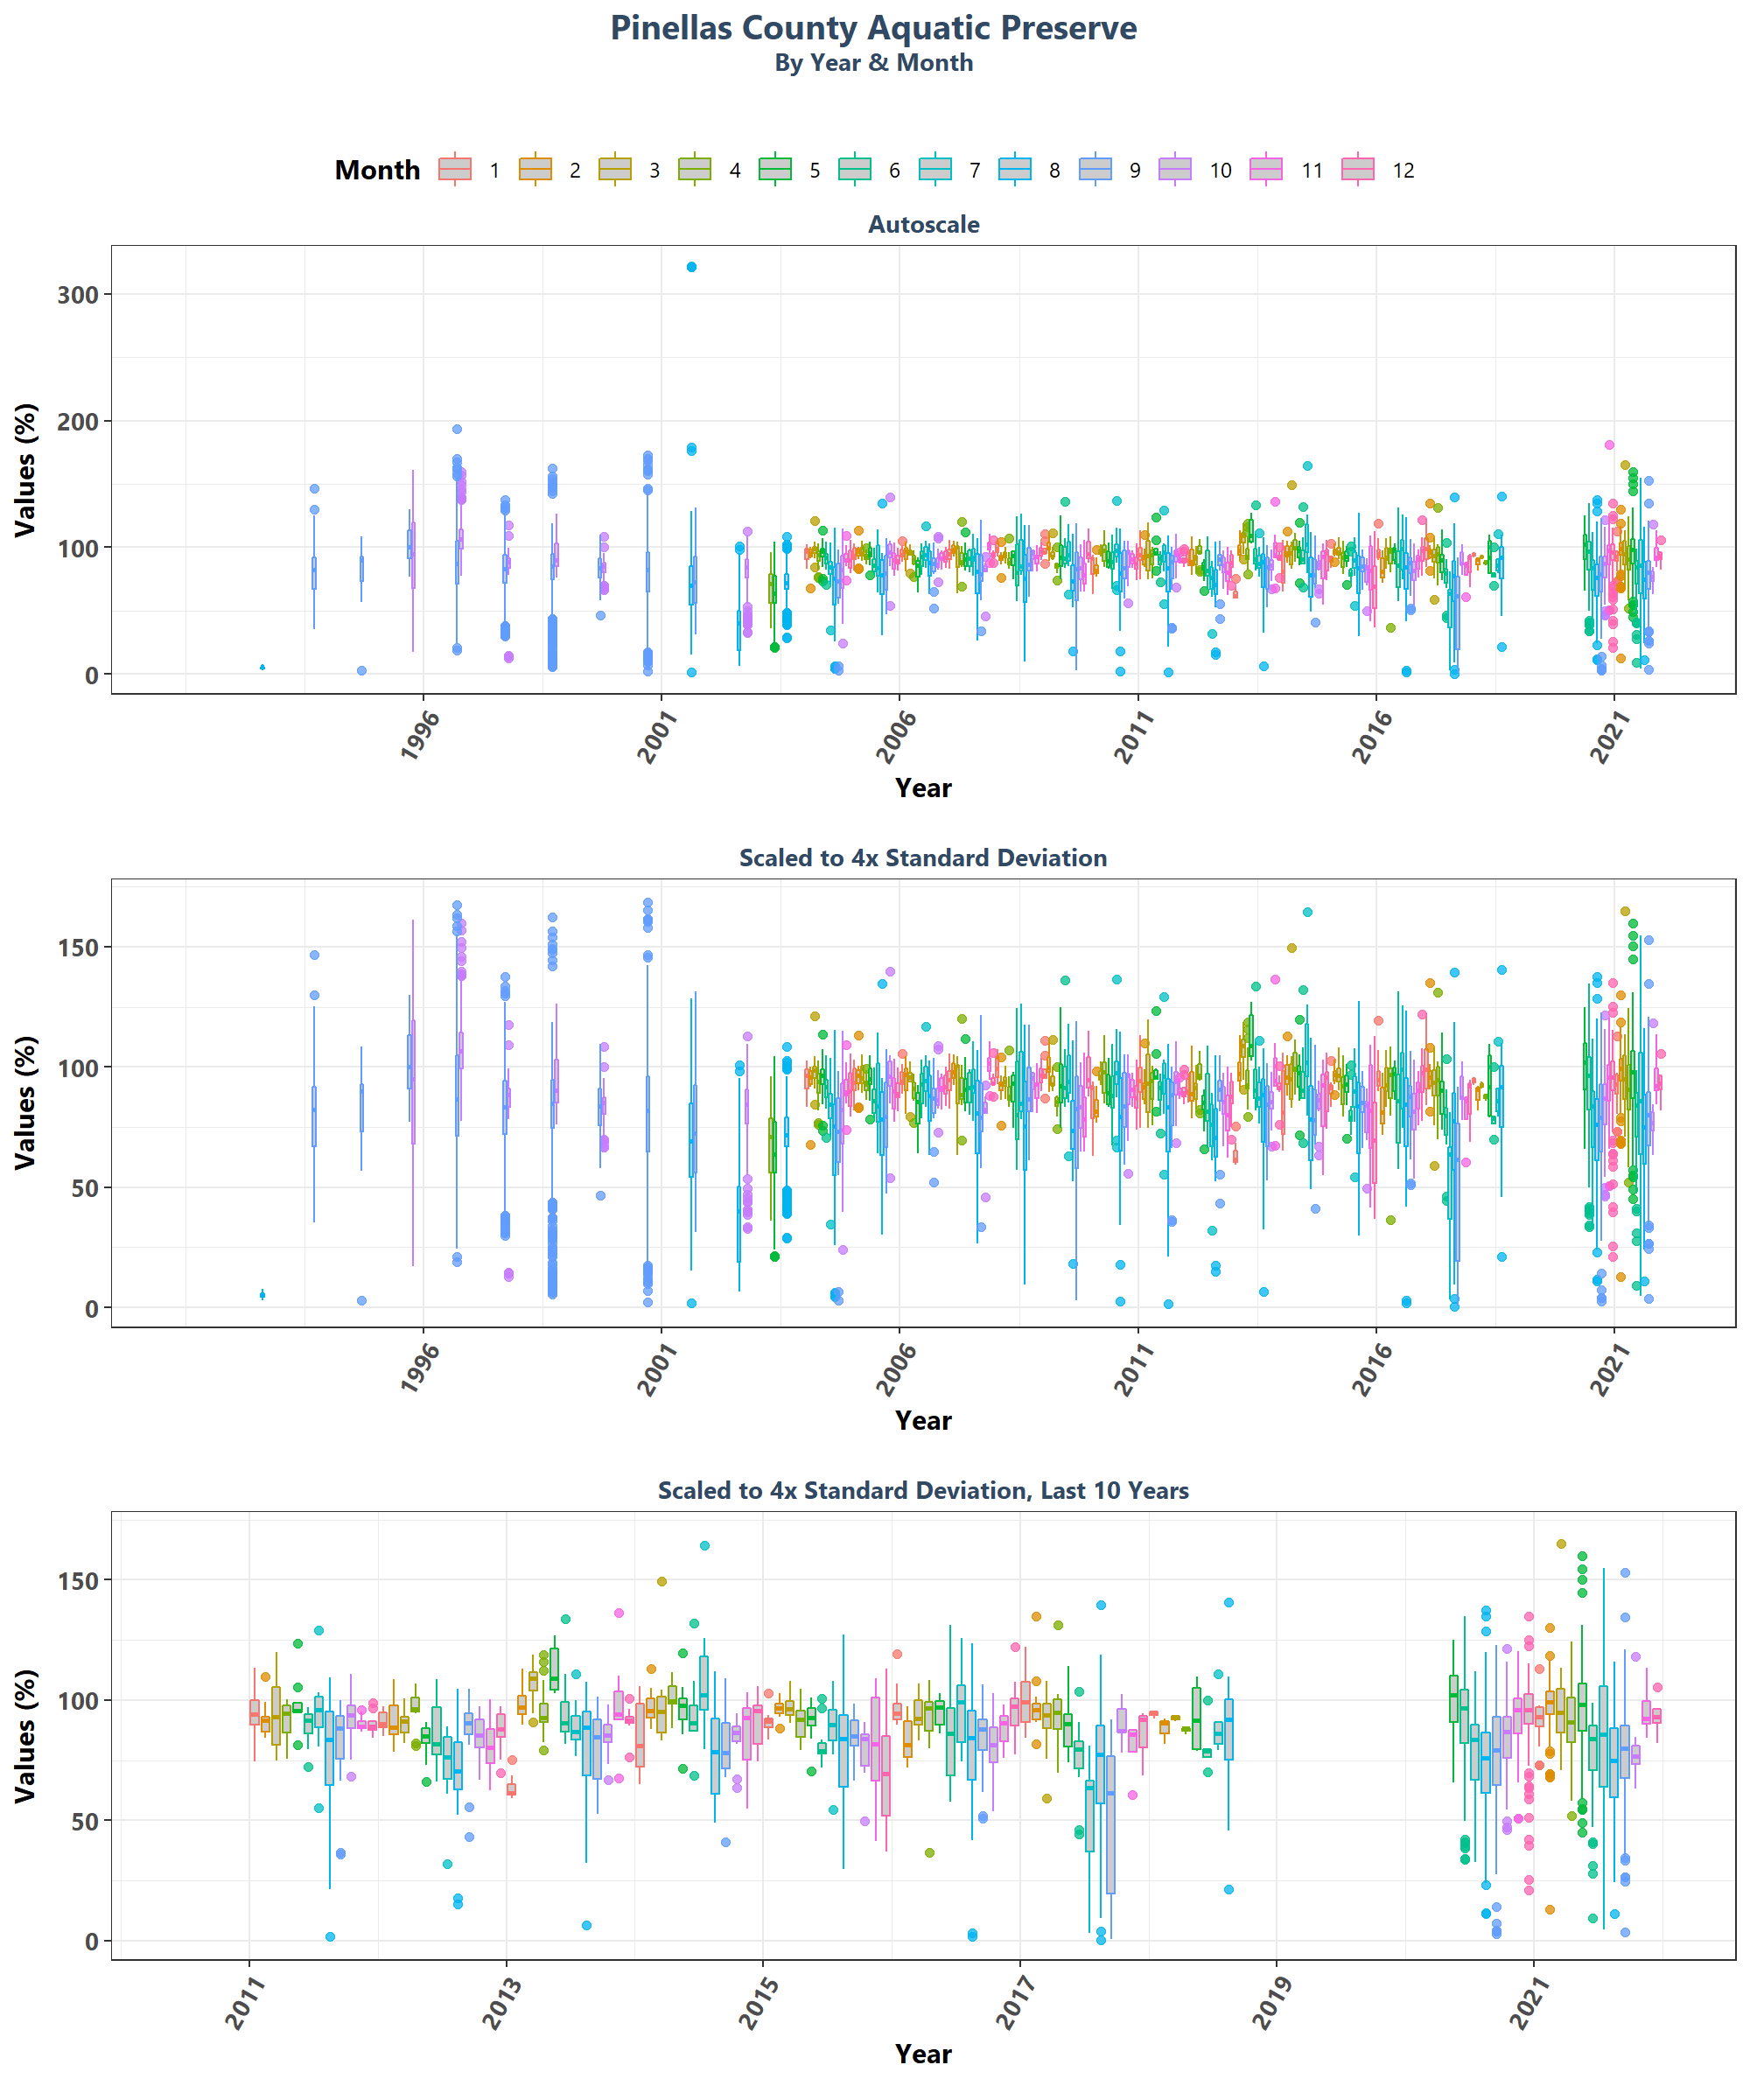 Pinellas County Aquatic Preserve
By Year & Month
Month 1 2 3 4 5 6 7 8 9 10 11 12
Autoscale
Values (%)
300
200
100
0
1996 2001 2006 2011 2016 2021
Year
Scaled to 4x Standard Deviation
Values (%)
150
100
50
0
1996 2001 2006 2011 2016 2021
Year
Scaled to 4x Standard Deviation, Last 10 Years
Values (%)
150
100
50
0
2011 2013 2015 2017 2019 2021
Year